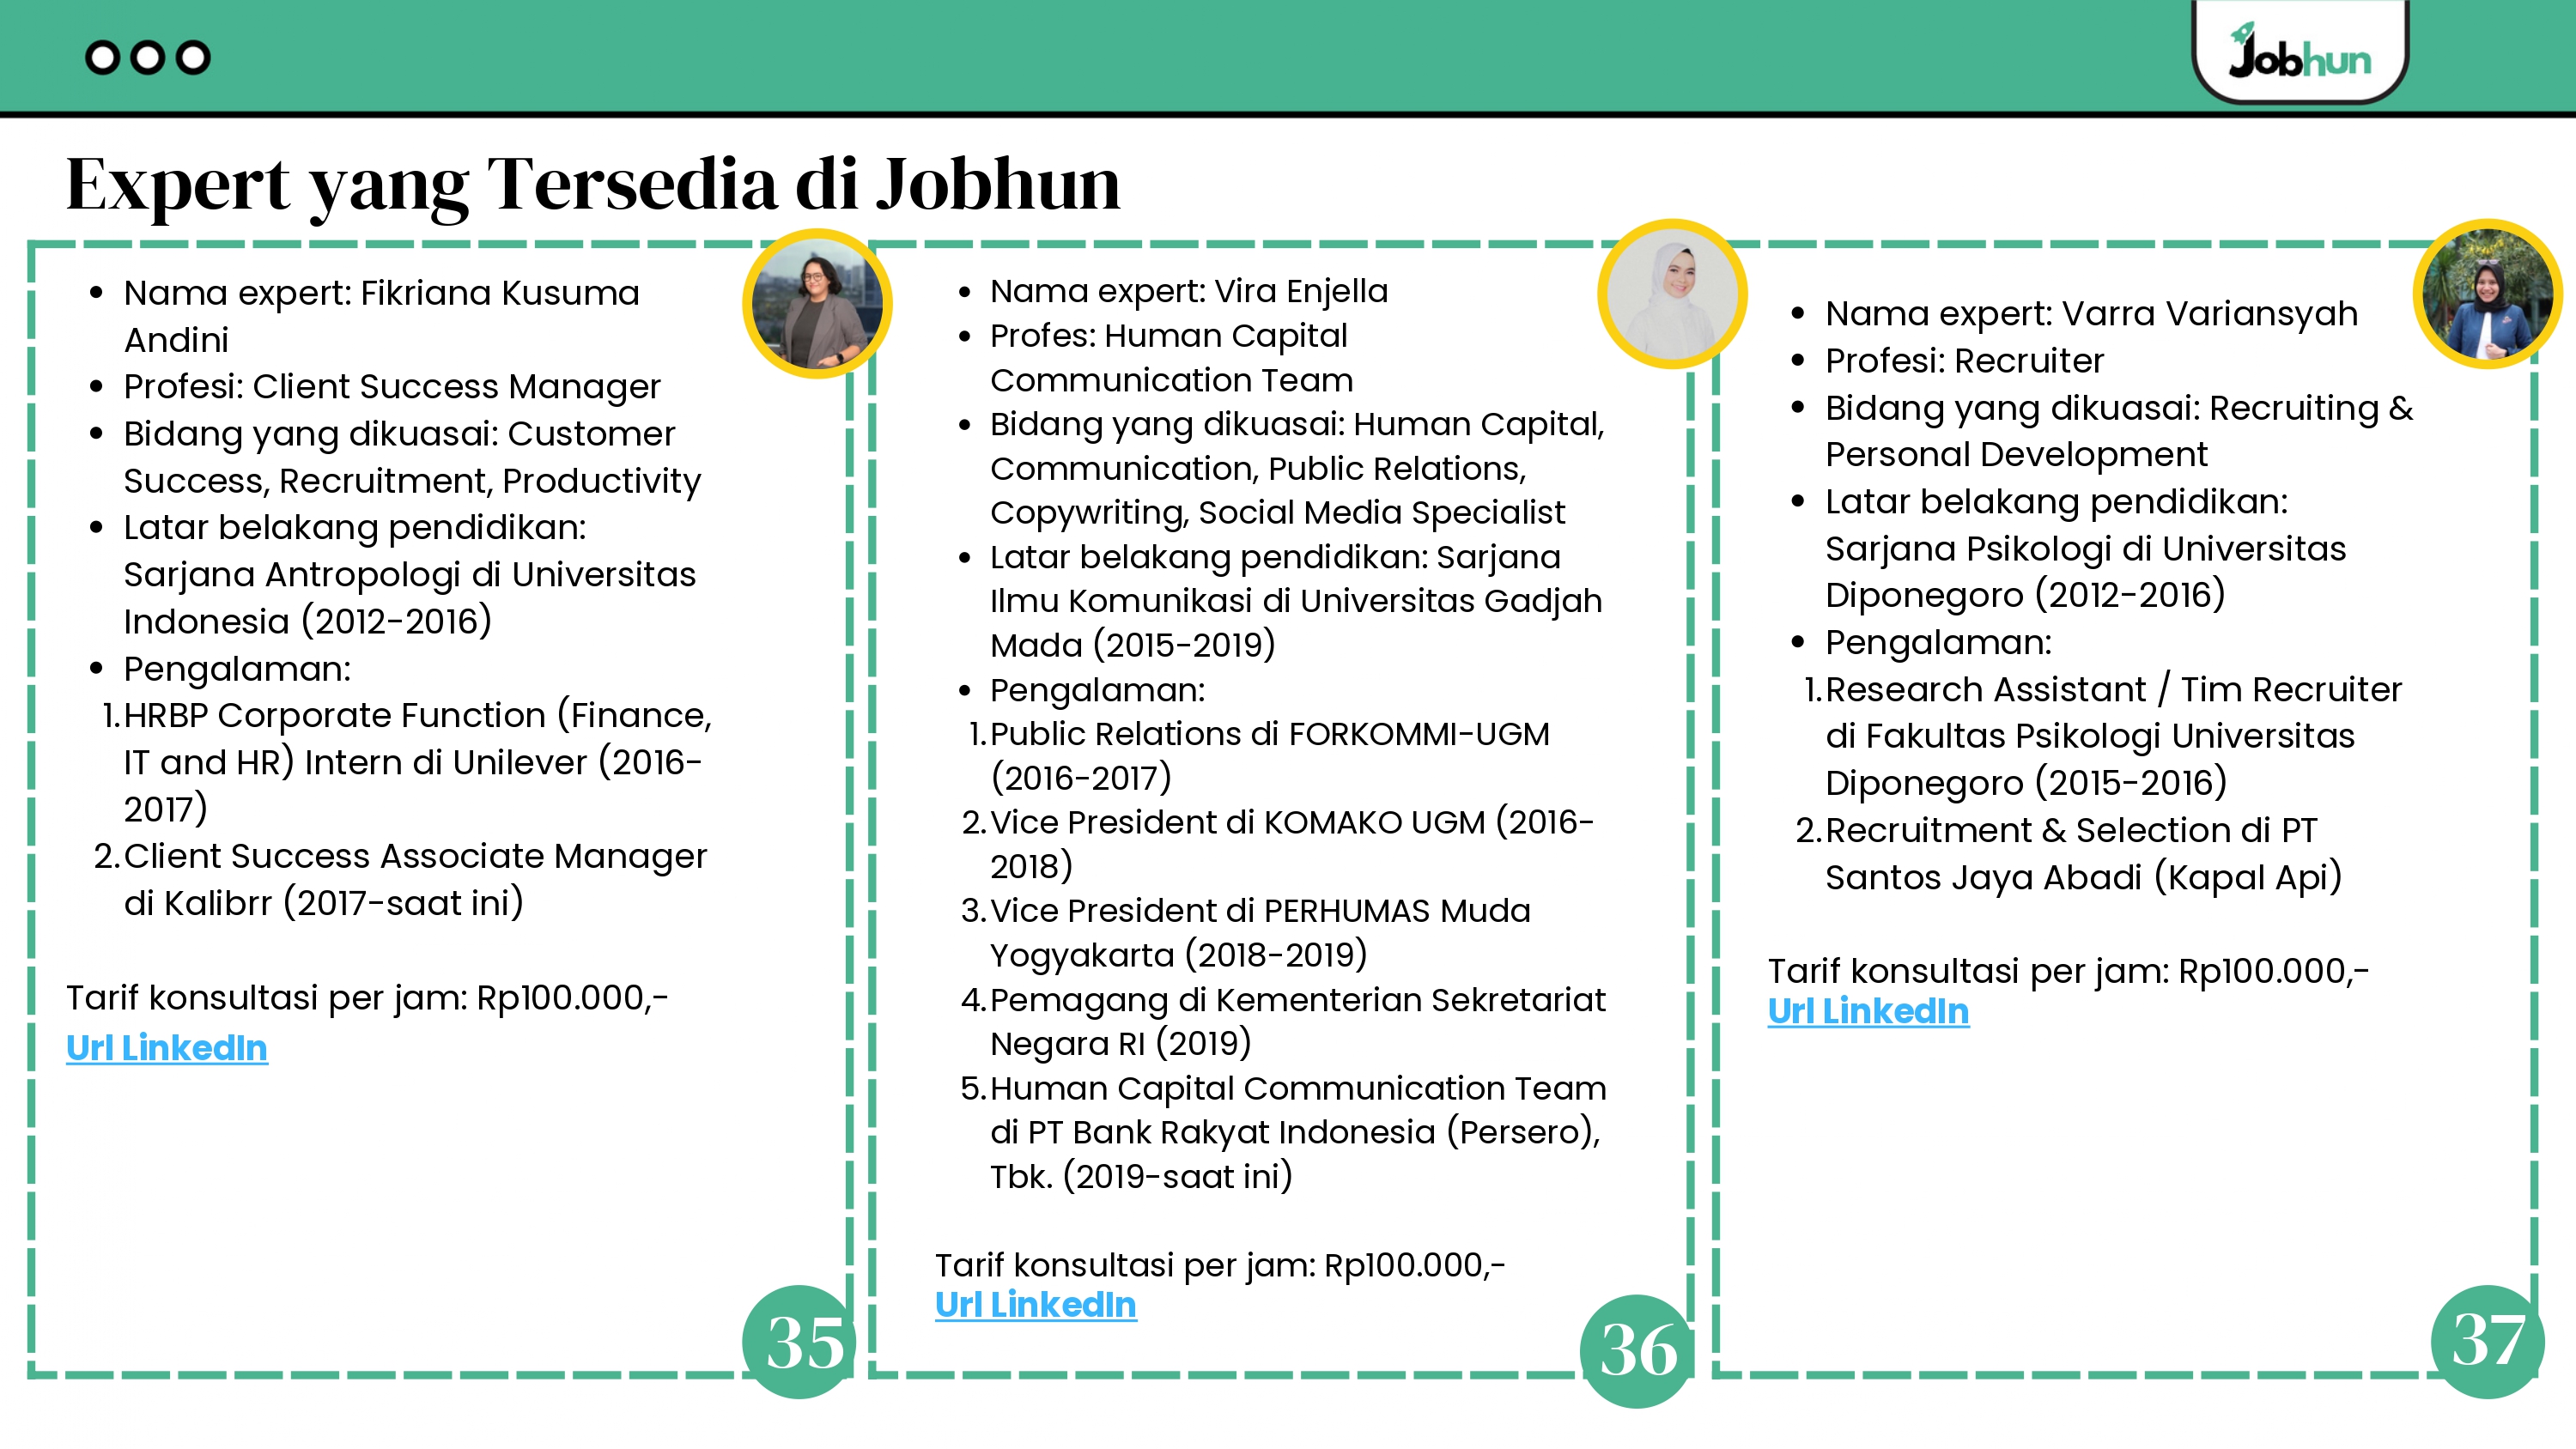 Jobhun
Expert yang Tersedia di Jobhun
• Nama expert: Fikriana Kusuma
Andini
• Profesi: Client Success Manager
• Bidang yang dikuasai: Customer
Success, Recruitment, Productivity
• Latar belakang pendidikan:
Sarjana Antropologi di Universitas
Indonesia (2012-2016)
• Pengalaman:
1. HRBP Corporate Function (Finance,
IT and HR) Intern di Unilever (2016-
2017)
2. Client Success Associate Manager
di Kalibrr (2017-saat ini)
Tarif konsultasi per jam: Rp100.000,-
Url LinkedIn
35
• Nama expert: Vira Enjella
• Profes: Human Capital
Communication Team
• Bidang yang dikuasai: Human Capital,
Communication, Public Relations,
Copywriting, Social Media Specialist
• Latar belakang pendidikan: Sarjana
Ilmu Komunikasi di Universitas Gadjah
Mada (2015-2019)
• Pengalaman:
1. Public Relations di FORKOMMI-UGM
(2016-2017)
2. Vice President di KOMAKO UGM (2016-
2018)
3. Vice President di PERHUMAS Muda
Yogyakarta (2018-2019)
4. Pemagang di Kementerian Sekretariat
Negara RI (2019)
5. Human Capital Communication Team
di PT Bank Rakyat Indonesia (Persero),
Tbk. (2019-saat ini)
Tarif konsultasi per jam: Rp100.000,-
Url LinkedIn
36
• Nama expert: Varra Variansyah
• Profesi: Recruiter
• Bidang yang dikuasai: Recruiting &
Personal Development
• Latar belakang pendidikan:
Sarjana Psikologi di Universitas
Diponegoro (2012-2016)
• Pengalaman:
1. Research Assistant / Tim Recruiter
di Fakultas Psikologi Universitas
Diponegoro (2015-2016)
2. Recruitment & Selection di PT
Santos Jaya Abadi (Kapal Api)
Tarif konsultasi per jam: Rp100.000,-
Url LinkedIn
37